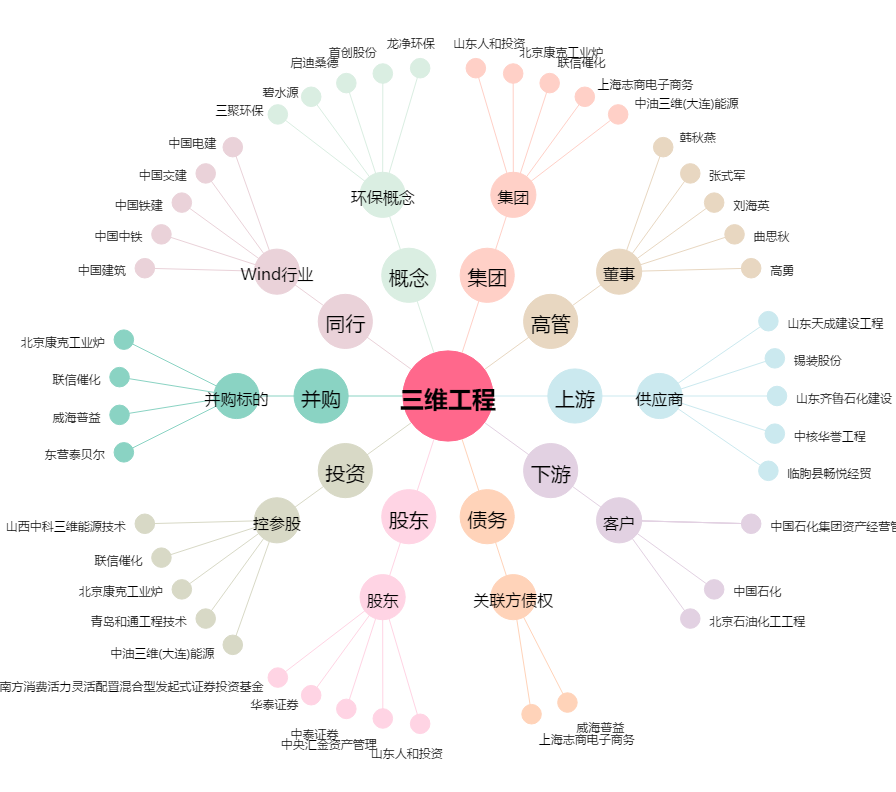 三维工程
集团
集团
山东人和投资
北京康克工业炉
联信催化
上海志商电子商务
中油三维(大连)能源
高管
董事
韩秋燕
张式军
刘海英
曲思秋
高勇
上游
供应商
山东天成建设工程
锡装股份
山东齐鲁石化建设
中核华誉工程
临朐县畅悦经贸
下游
客户
中国石化集团资产经营管
中国石化
北京石油化工工程
债务
关联方债权
威海普益
上海志商电子商务
股东
股东
山东人和投资
中央汇金资产管理
中泰证券
华泰证券
南方消费活力灵活配置混合型发起式证券投资基金
投资
控参股
中油三维(大连)能源
青岛和通工程技术
北京康克工业炉
联信催化
山西中科三维能源技术
并购
并购标的
东营泰贝尔
威海普益
联信催化
北京康克工业炉
同行
Wind行业
中国建筑
中国中铁
中国铁建
中国交建
中国电建
概念
环保概念
三聚环保
碧水源
启迪桑德
首创股份
龙净环保